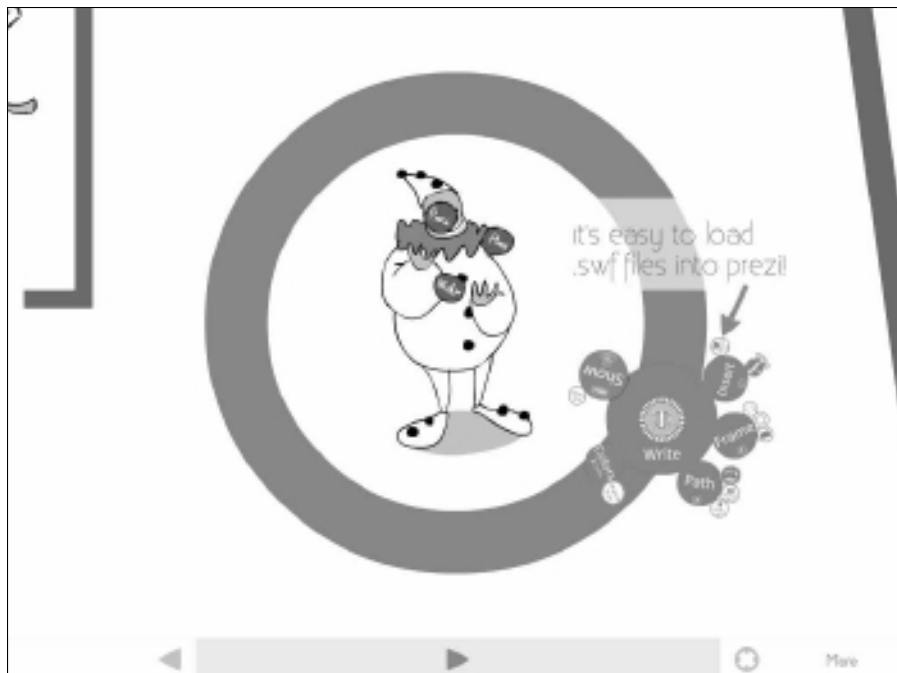 it's easy to load
.swf files into prezi!
Show
Insert
Frame
Write
Path
More